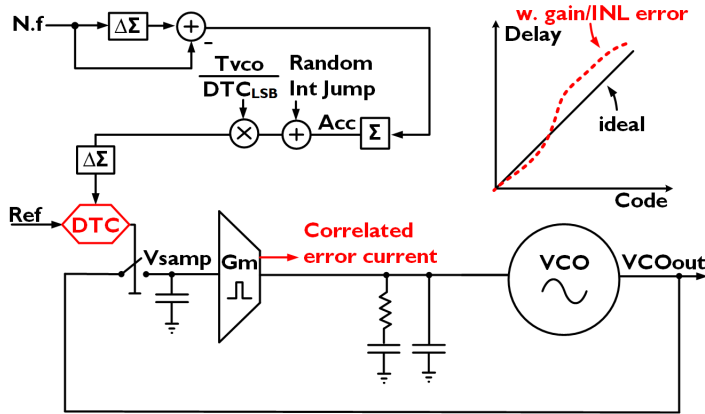 N.f
ΔΣ
+
-
Tvco
DTCLSB
Random
Int Jump
×
+
Acc
Σ
ΔΣ
Ref
DTC
Vsamp
Gm
Correlated
error current
VCO
VCOout
w. gain/INL error
Delay
ideal
Code